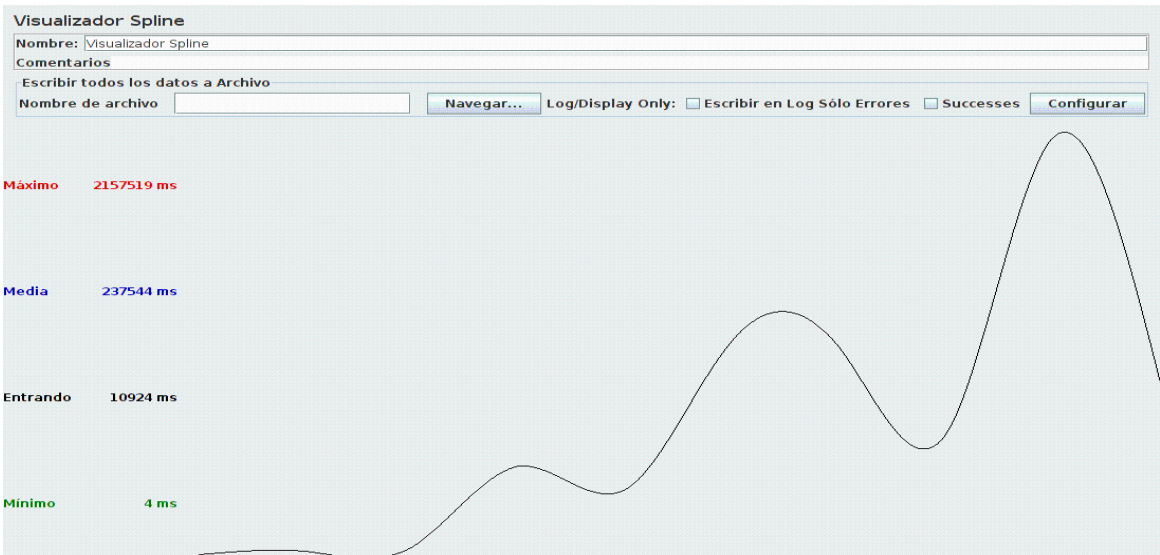 Visualizador Spline
Nombre: Visualizador Spline
Comentarios
Escribir todos los datos a Archivo
Nombre de archivo Navegar... Log/Display Only: Escribir en Log Sólo Errores Successes Configurar
Máximo 2157519 ms
Media 237544 ms
Entrando 10924 ms
Mínimo 4 ms